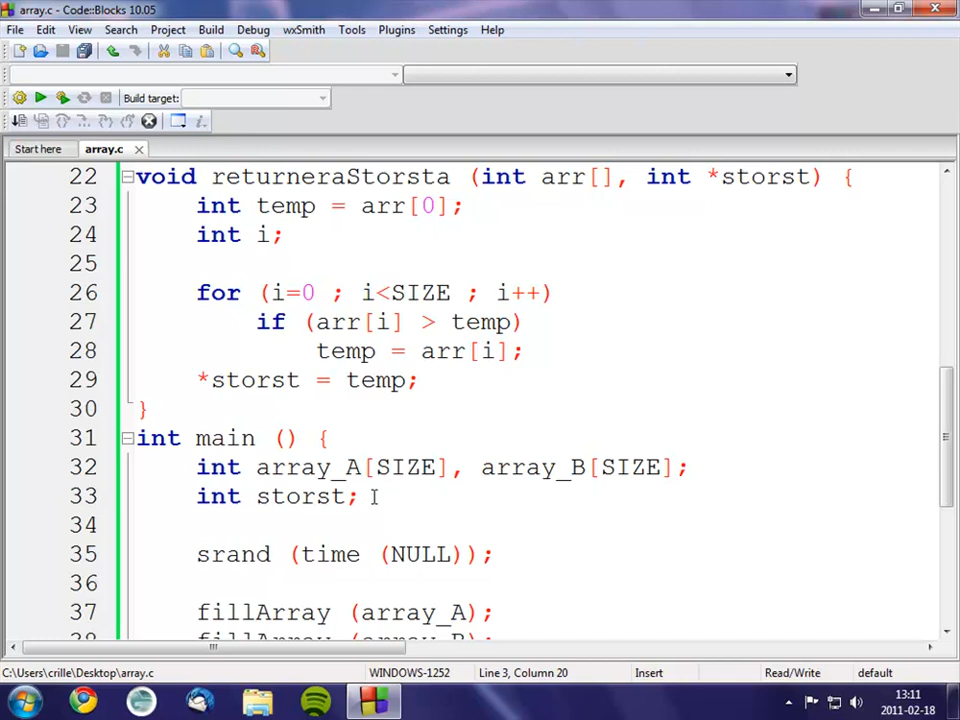 array.c - Code::Blocks 10.05
File Edit View Search Project Build Debug wxSmith Tools Plugins Settings Help
Build target:
Start here array.c
22 void returneraStorsta (int arr[], int *storst) {
23 int temp = arr[0];
24 int i;
25
26 for (i=0 ; i<SIZE ; i++)
27 if (arr[i] > temp)
28 temp = arr[i];
29 *storst = temp;
30 }
31 int main () {
32 int array_A[SIZE], array_B[SIZE];
33 int storst;
34
35 srand (time (NULL));
36
37 fillArray (array_A);
38 fillArray (array_B);
C:\Users\crille\Desktop\array.c WINDOWS-1252 Line 3, Column 20 Insert Read/Write default
13:11
2011-02-18